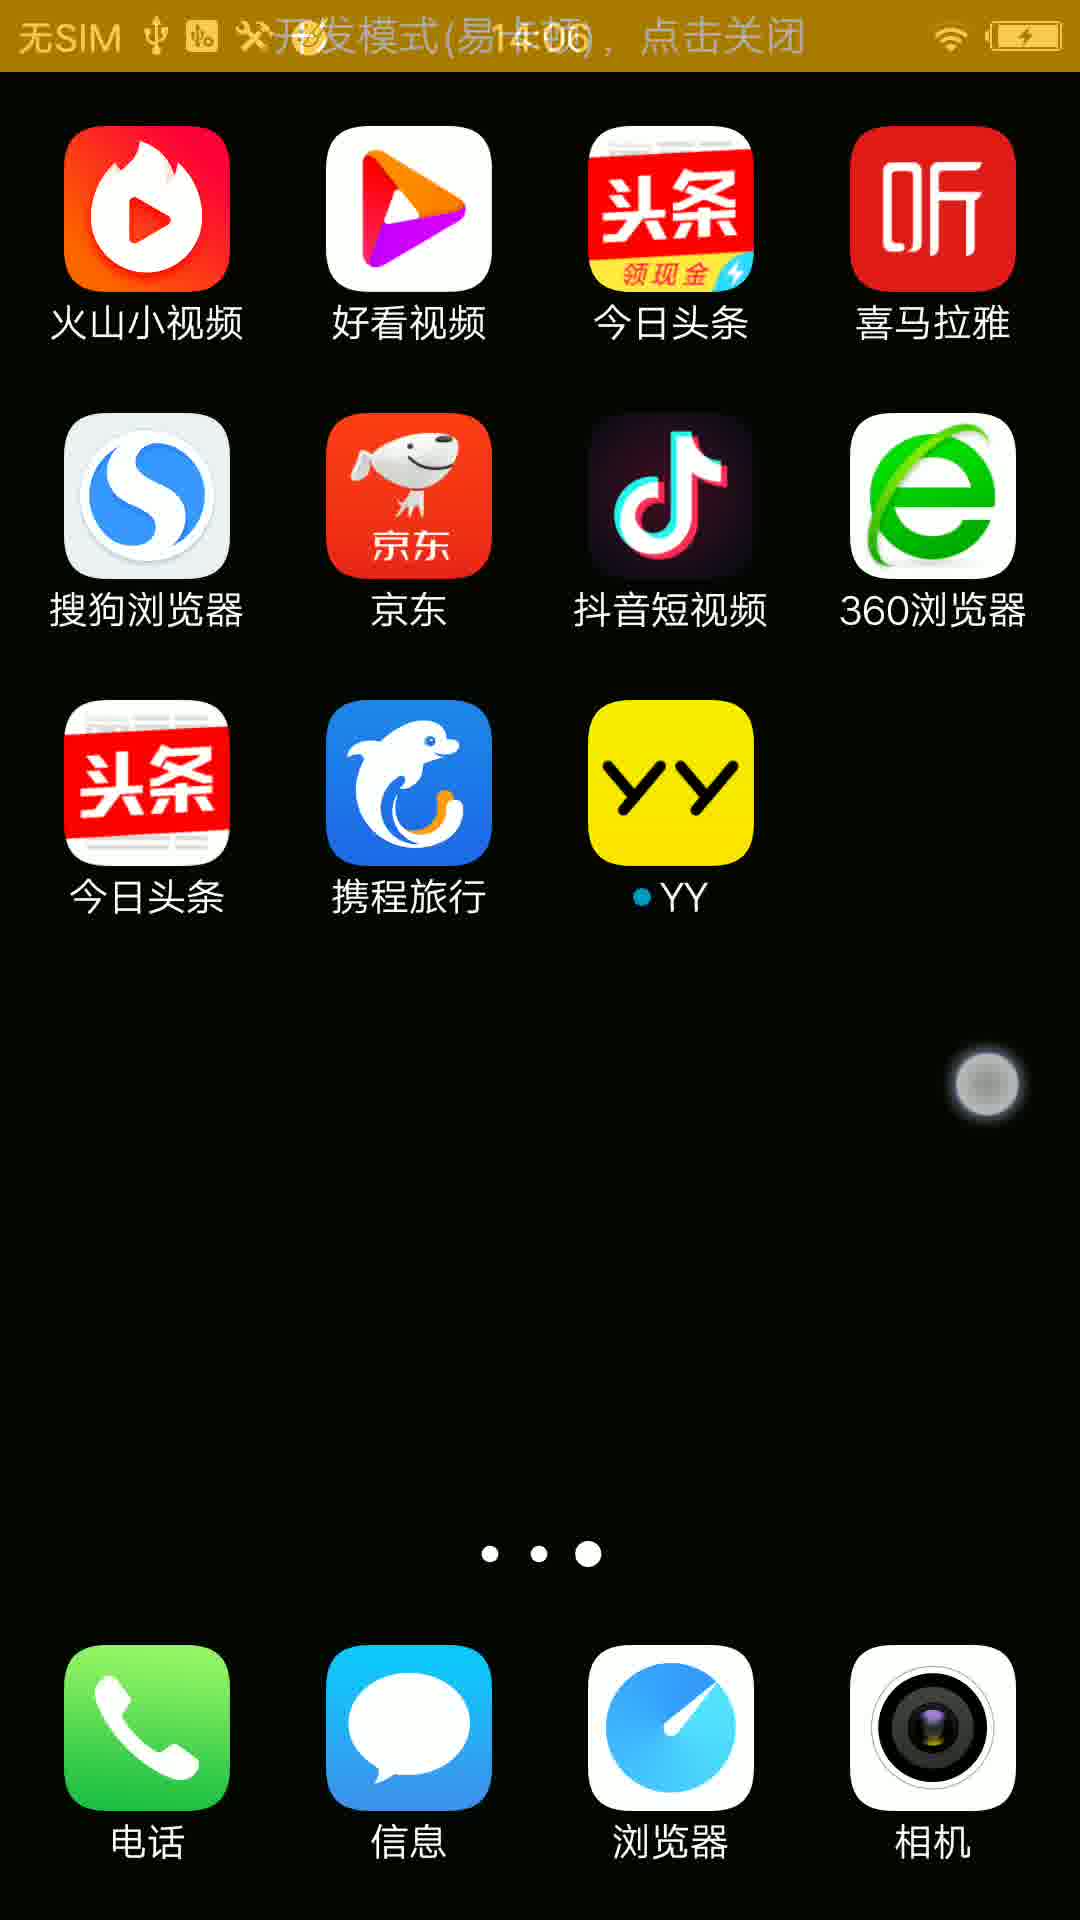 无SIM
开发模式(易卡顿)，点击关闭
14:06
头条
领现金
听
火山小视频
好看视频
今日头条
喜马拉雅
京东
搜狗浏览器
京东
抖音短视频
360浏览器
头条
YY
今日头条
携程旅行
YY
电话
信息
浏览器
相机